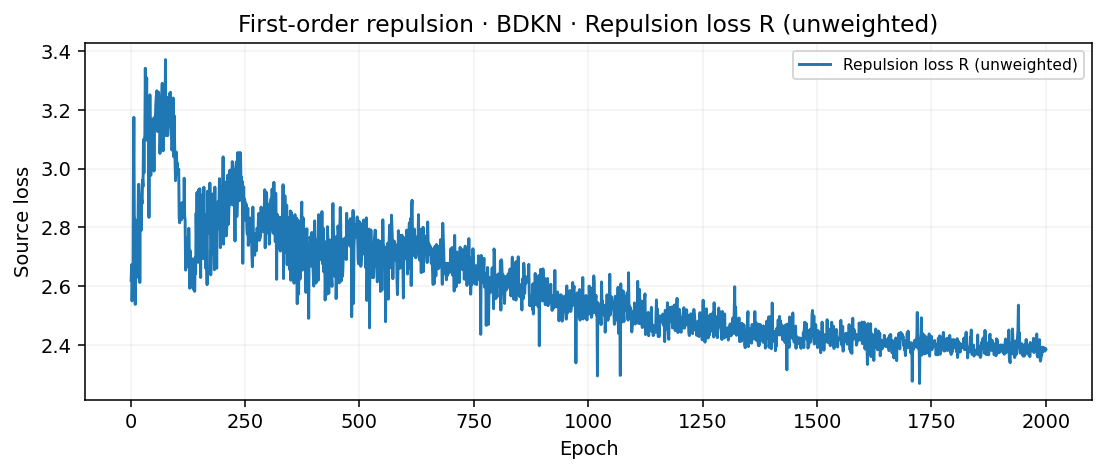 First-order repulsion · BDKN · Repulsion loss R (unweighted)
Repulsion loss R (unweighted)
Source loss
3.4
3.2
3.0
2.8
2.6
2.4
0 250 500 750 1000 1250 1500 1750 2000
Epoch